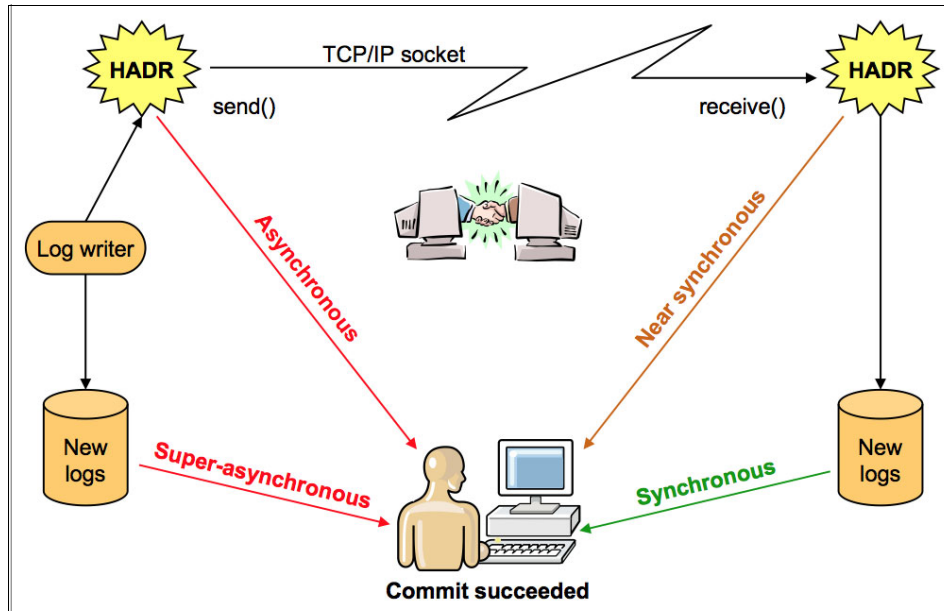 HADR
TCP/IP socket
HADR
send()
receive()
Log writer
Asynchronous
Near synchronous
New
logs
Super-asynchronous
Synchronous
New
logs
Commit succeeded